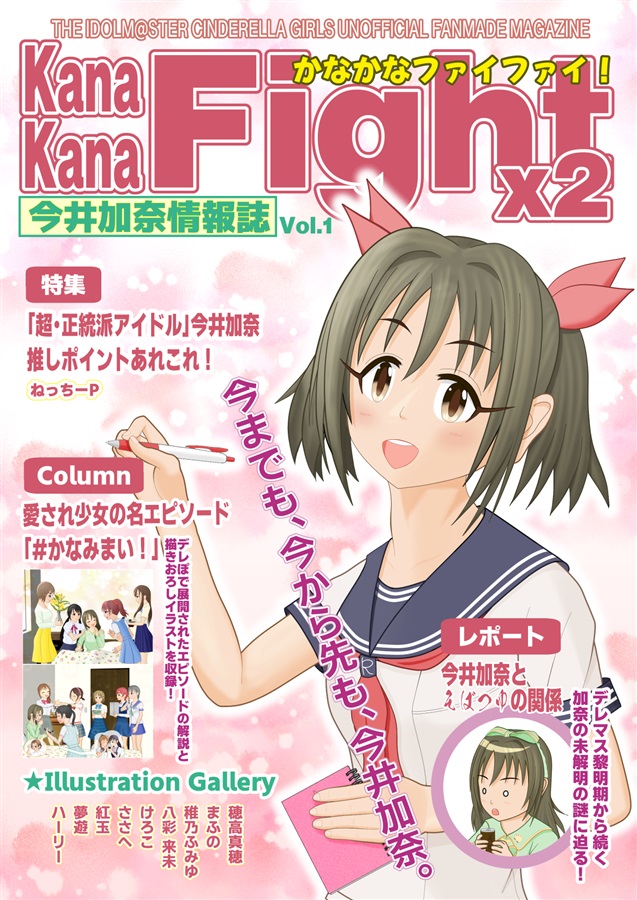 THE IDOLM@STER CINDERELLA GIRLS UNOFFICIAL FANMADE MAGAZINE
Kana
Kana
Fight
x2
かなかなファイファイ！
今井加奈情報誌
Vol.1
特集
「超・正統派アイドル」今井加奈
推しポイントあれこれ！
ねっちーP
今までも、今から先も、今井加奈。
Column
愛され少女の名エピソード
「#かなみまい！」
デレぽで展開されたエピソードの解説と
描きおろしイラストを収録！
レポート
今井加奈と
えばつゆの関係
デレマス黎明期から続く
加奈の未解明の謎に迫る！
★Illustration Gallery
穂高真穂
まふの
稚乃ふみゆ
八彩 来未
けろこ
ささへ
紅玉
夢遊
ハーリー